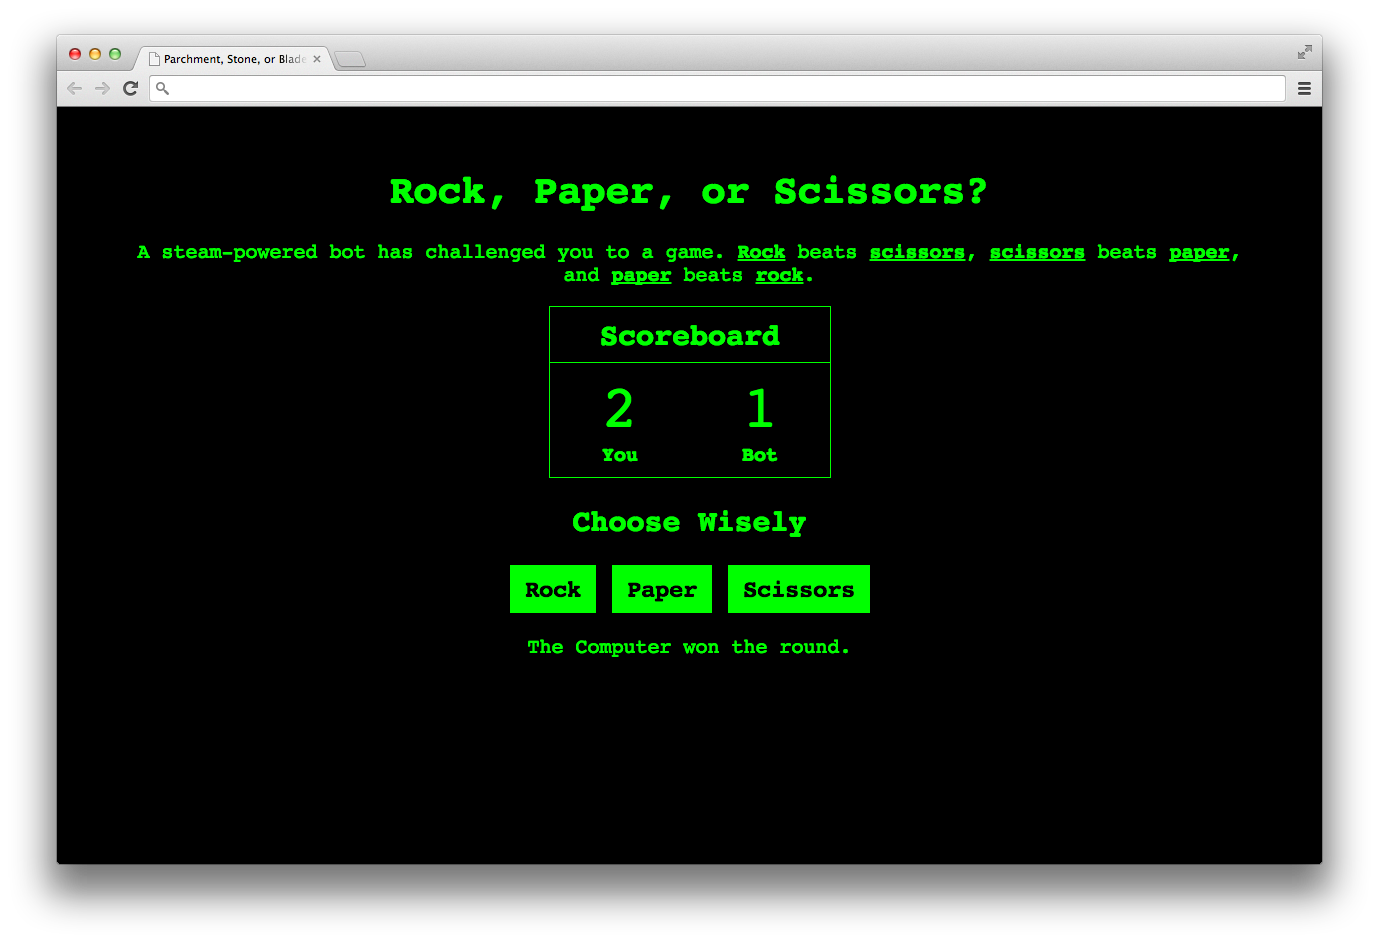 Parchment, Stone, or Blade
Rock, Paper, or Scissors?
A steam-powered bot has challenged you to a game. Rock beats scissors, scissors beats paper,
and paper beats rock.
Scoreboard
2 1
You Bot
Choose Wisely
Rock Paper Scissors
The Computer won the round.